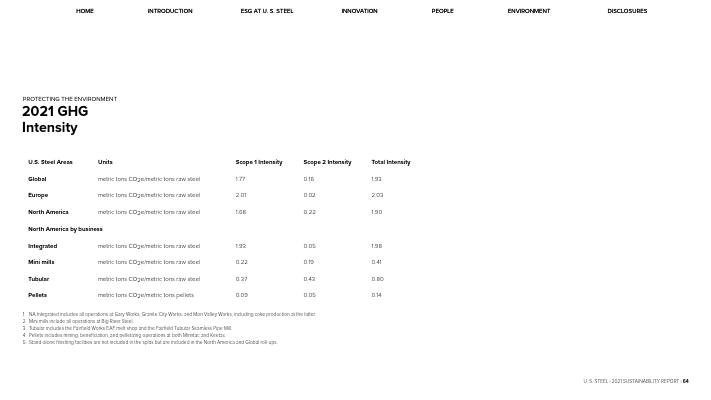 HOME INTRODUCTION ESG AT U. S. STEEL INNOVATION PEOPLE ENVIRONMENT DISCLOSURES
PROTECTING THE ENVIRONMENT
2021 GHG
Intensity
U.S. Steel Areas Units Scope 1 Intensity Scope 2 Intensity Total Intensity
Global metric tons CO2e/metric tons raw steel 1.77 0.16 1.93
Europe metric tons CO2e/metric tons raw steel 2.01 0.02 2.03
North America metric tons CO2e/metric tons raw steel 1.68 0.22 1.90
North America by business
Integrated metric tons CO2e/metric tons raw steel 1.93 0.05 1.98
Mini mills metric tons CO2e/metric tons raw steel 0.22 0.19 0.41
Tubular metric tons CO2e/metric tons raw steel 0.37 0.43 0.80
Pellets metric tons CO2e/metric tons pellets 0.09 0.05 0.14
1. NA Integrated includes all operations at Gary Works, Granite City Works, and Mon Valley Works, including coke production at the latter.
2. Mini mills include all operations at Big River Steel.
3. Tubular includes the Fairfield Works EAF melt shop and the Fairfield Tubular Seamless Pipe Mill.
4. Pellets includes mining, benefication, and pelletizing operations at both Minntac and Keetac.
5. Stand alone finishing facilities are not included in the splits but are included in the North America and Global roll-ups.
U. S. STEEL | 2021 SUSTAINABILITY REPORT | 64